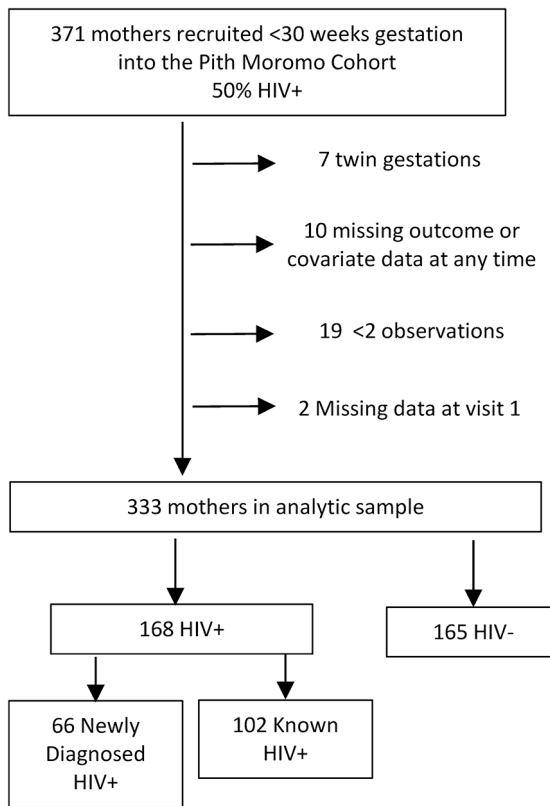 371 mothers recruited <30 weeks gestation
into the Pith Moromo Cohort
50% HIV+
7 twin gestations
10 missing outcome or
covariate data at any time
19  <2 observations
2 Missing data at visit 1
333 mothers in analytic sample
168 HIV+
165 HIV-
66 Newly
Diagnosed
HIV+
102 Known
HIV+